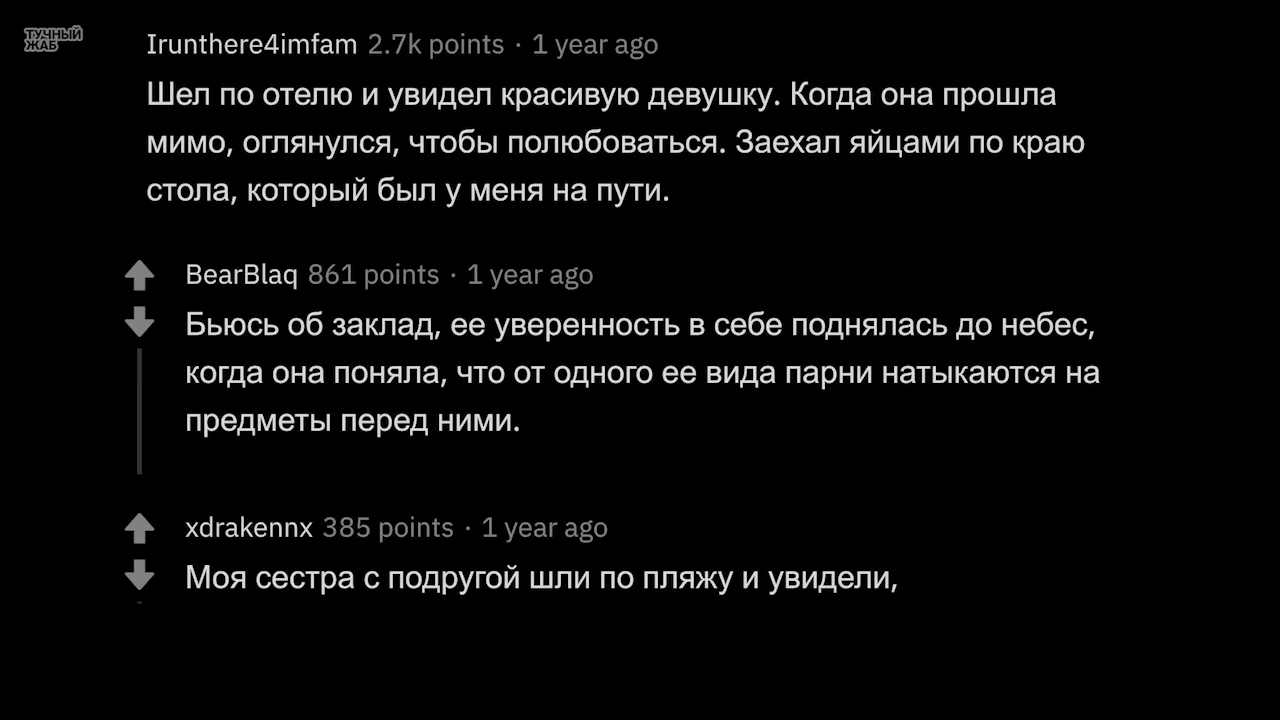 ТУЧНЫЙ
ЖАБ
Irunthere4imfam 2.7k points · 1 year ago
Шел по отелю и увидел красивую девушку. Когда она прошла
мимо, оглянулся, чтобы полюбоваться. Заехал яйцами по краю
стола, который был у меня на пути.
BearBlaq 861 points · 1 year ago
Бьюсь об заклад, ее уверенность в себе поднялась до небес,
когда она поняла, что от одного ее вида парни натыкаются на
предметы перед ними.
xdrakennx 385 points · 1 year ago
Моя сестра с подругой шли по пляжу и увидели,